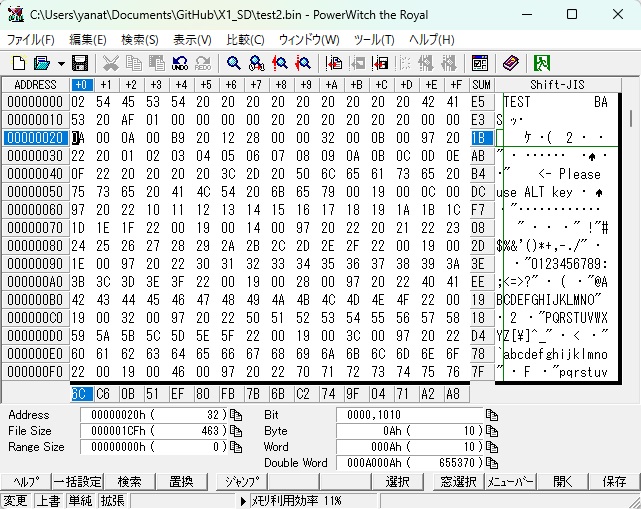 C:\Users\yanat\Documents\GitHub\X1_SD\test2.bin - PowerWitch the Royal
ファイル(F) 編集(E) 検索(S) 表示(V) 比較(C) ウィンドウ(W) ツール(T) ヘルプ(H)
UNDO REDO
ADDRESS +0 +1 +2 +3 +4 +5 +6 +7 +8 +9 +A +B +C +D +E +F SUM Shift-JIS
00000000 02 54 45 53 54 20 20 20 20 20 20 20 20 20 42 41 E5 TEST BA
00000010 53 20 AF 01 00 00 00 00 00 00 00 00 00 00 00 00 E3 S ｯ･
00000020 0A 00 0A 00 B9 20 12 28 00 00 32 00 0B 00 97 20 1B ｹ ･( 2 ･ ･
00000030 22 20 01 02 03 04 05 06 07 08 09 0A 0B 0C 0D 0E AB
00000040 0F 22 20 20 20 20 3C 2D 20 50 6C 65 61 73 65 20 B4 " <- Please
00000050 75 73 65 20 41 4C 54 20 6B 65 79 00 19 00 0C 00 DC use ALT key ･
00000060 97 20 22 10 11 12 13 14 15 16 17 18 19 1A 1B 1C F7
00000070 1D 1E 1F 22 00 19 00 14 00 97 20 22 20 21 22 23 08 " ･ ･ ･" !"#
00000080 24 25 26 27 28 29 2A 2B 2C 2D 2E 2F 22 00 19 00 2D $%&'()*+,-./" ･
00000090 1E 00 97 20 22 30 31 32 33 34 35 36 37 38 39 3A 3E ･ ･"0123456789:
000000A0 3B 3C 3D 3E 3F 22 00 19 00 28 00 97 20 22 40 41 EE ;<=>?" ･ ( ･"@A
000000B0 42 43 44 45 46 47 48 49 4A 4B 4C 4D 4E 4F 22 00 19 BCDEFGHIJKLMNO"
000000C0 19 00 32 00 97 20 22 50 51 52 53 54 55 56 57 58 67 ･ 2 ･"PQRSTUVWX
000000D0 59 5A 5B 5C 5D 5E 5F 22 00 19 00 3C 00 97 20 22 D4 YZ[¥]^_" ･ < ･"
000000E0 60 61 62 63 64 65 66 67 68 69 6A 6B 6C 6D 6E 6F 78 `abcdefghijklmno
000000F0 22 00 19 00 46 00 97 20 22 70 71 72 73 74 75 76 7F " ･ F ･"pqrstuv
6C C6 0B 51 EF 80 FB 7B 6B C2 74 9F 04 71 A2 A8
Address 00000020h ( 32) Bit 0000,1010
File Size 000001CFh ( 463) Byte 0Ah ( 10)
Range Size 00000000h ( 0) Word 000Ah ( 10)
Double Word 000A000Ah ( 655370)
ﾍﾙﾌﾟ 一括設定 検索 置換 ｼﾞｬﾝﾌﾟ 選択 窓選択 ﾒﾆｭｰﾊﾞｰ 開く 保存
変更 上書 単純 拡張 ﾒﾓﾘ利用効率 11%